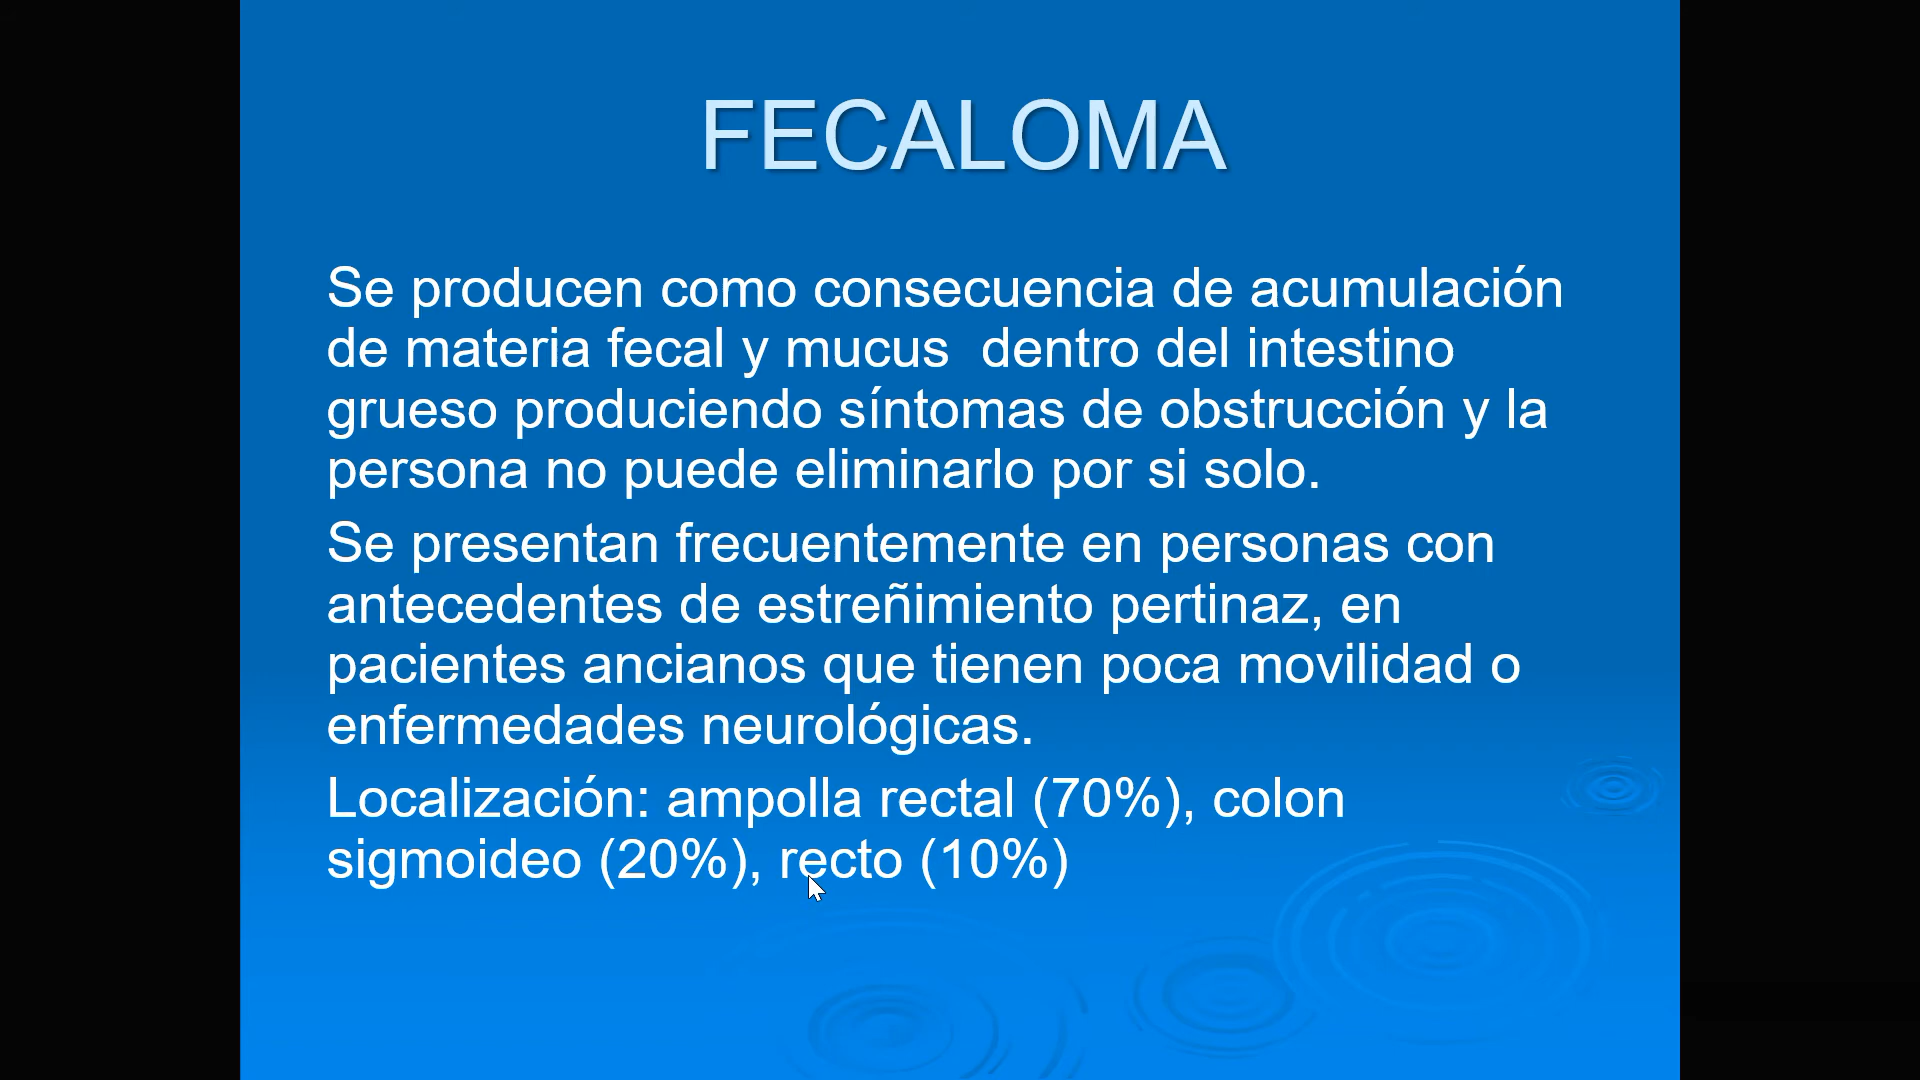 FECALOMA
Se producen como consecuencia de acumulación
de materia fecal y mucus  dentro del intestino
grueso produciendo síntomas de obstrucción y la
persona no puede eliminarlo por si solo.
Se presentan frecuentemente en personas con
antecedentes de estreñimiento pertinaz, en
pacientes ancianos que tienen poca movilidad o
enfermedades neurológicas.
Localización: ampolla rectal (70%), colon
sigmoideo (20%), recto (10%)